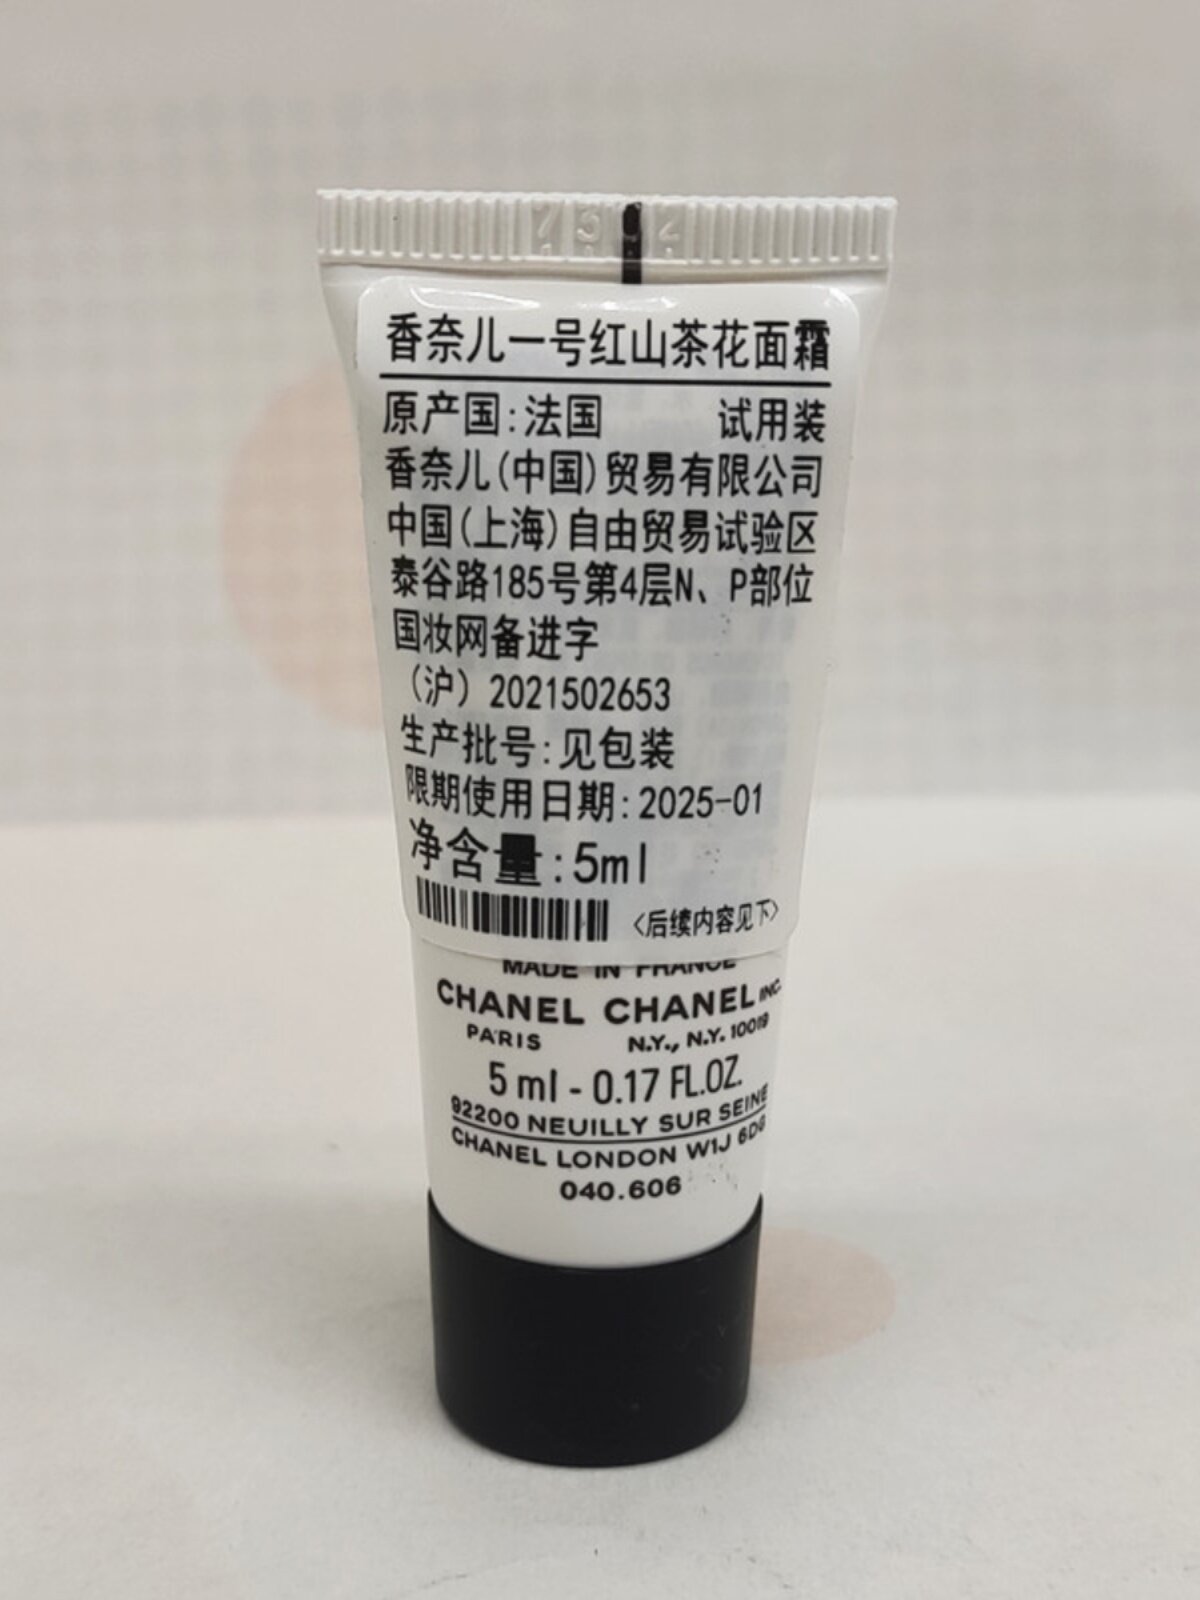 香奈儿一号红山茶花面霜
原产国:法国 试用装
香奈儿(中国)贸易有限公司
中国(上海)自由贸易试验区
泰谷路185号第4层N、P部位
国妆网备进字
(沪) 2021502653
生产批号:见包装
限期使用日期:2025-01
净含量:5ml
<后续内容见下>
MADE IN FRANCE
CHANEL CHANEL INC.
PARIS N.Y., N.Y. 10019
5 ml - 0.17 FL.OZ.
92200 NEUILLY SUR SEINE
CHANEL LONDON W1J 6DG
040.606